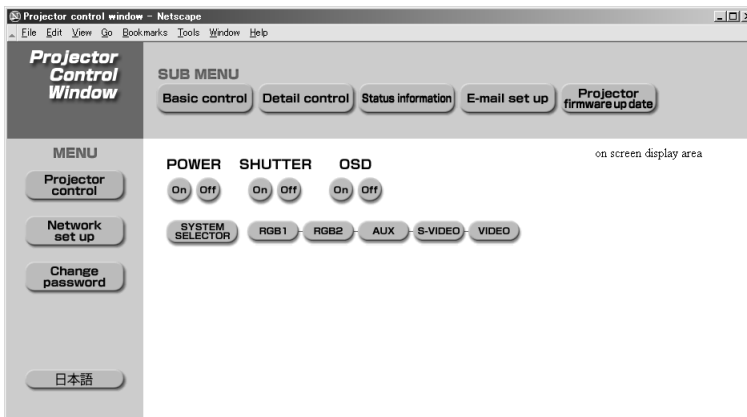 Projector control window - Netscape
File Edit View Go Bookmarks Tools Window Help
Projector
Control
Window
SUB MENU
Basic control Detail control Status information E-mail set up Projector
firmware up date
MENU
Projector
control
Network
set up
Change
password
日本語
POWER SHUTTER OSD
On Off On Off On Off
SYSTEM
SELECTOR RGB1 RGB2 AUX S-VIDEO VIDEO
on screen display area